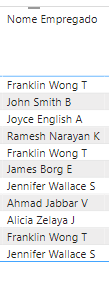 Nome Empregado
Franklin Wong T
John Smith B
Joyce English A
Ramesh Narayan K
Franklin Wong T
James Borg E
Jennifer Wallace S
Ahmad Jabbar V
Alicia Zelaya J
Franklin Wong T
Jennifer Wallace S